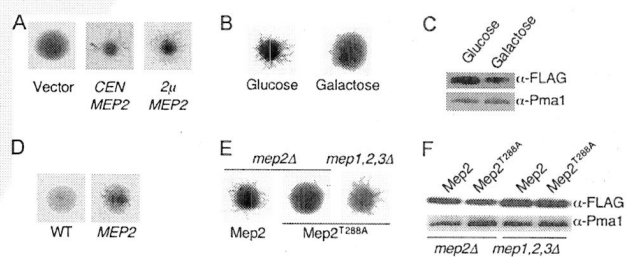 A
Vector
CEN MEP2
2μ MEP2
B
Glucose
Galactose
C
Glucose
Galactose
α-FLAG
α-Pma1
D
WT
MEP2
E
mep2Δ
mep1,2,3Δ
Mep2
Mep2T288A
F
Mep2
Mep2T288A
Mep2
Mep2T288A
α-FLAG
α-Pma1
mep2Δ
mep1,2,3Δ